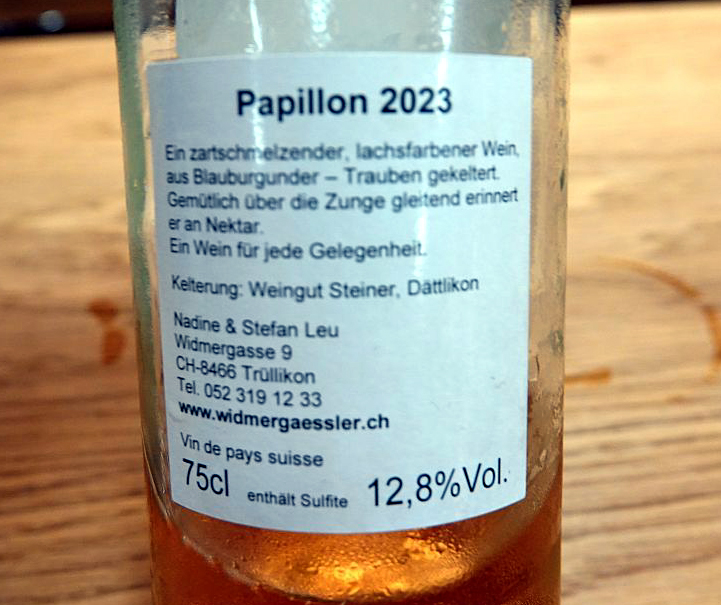 Papillon 2023
Ein zartschmelzender, lachsfarbener Wein,
aus Blauburgunder – Trauben gekeltert.
Gemütlich über die Zunge gleitend erinnert
er an Nektar.
Ein Wein für jede Gelegenheit.
Kelterung: Weingut Steiner, Dättlikon
Nadine & Stefan Leu
Widmergasse 9
CH-8466 Trüllikon
Tel. 052 319 12 33
www.widmergaessler.ch
Vin de pays suisse
75cl enthält Sulfite 12,8%Vol.